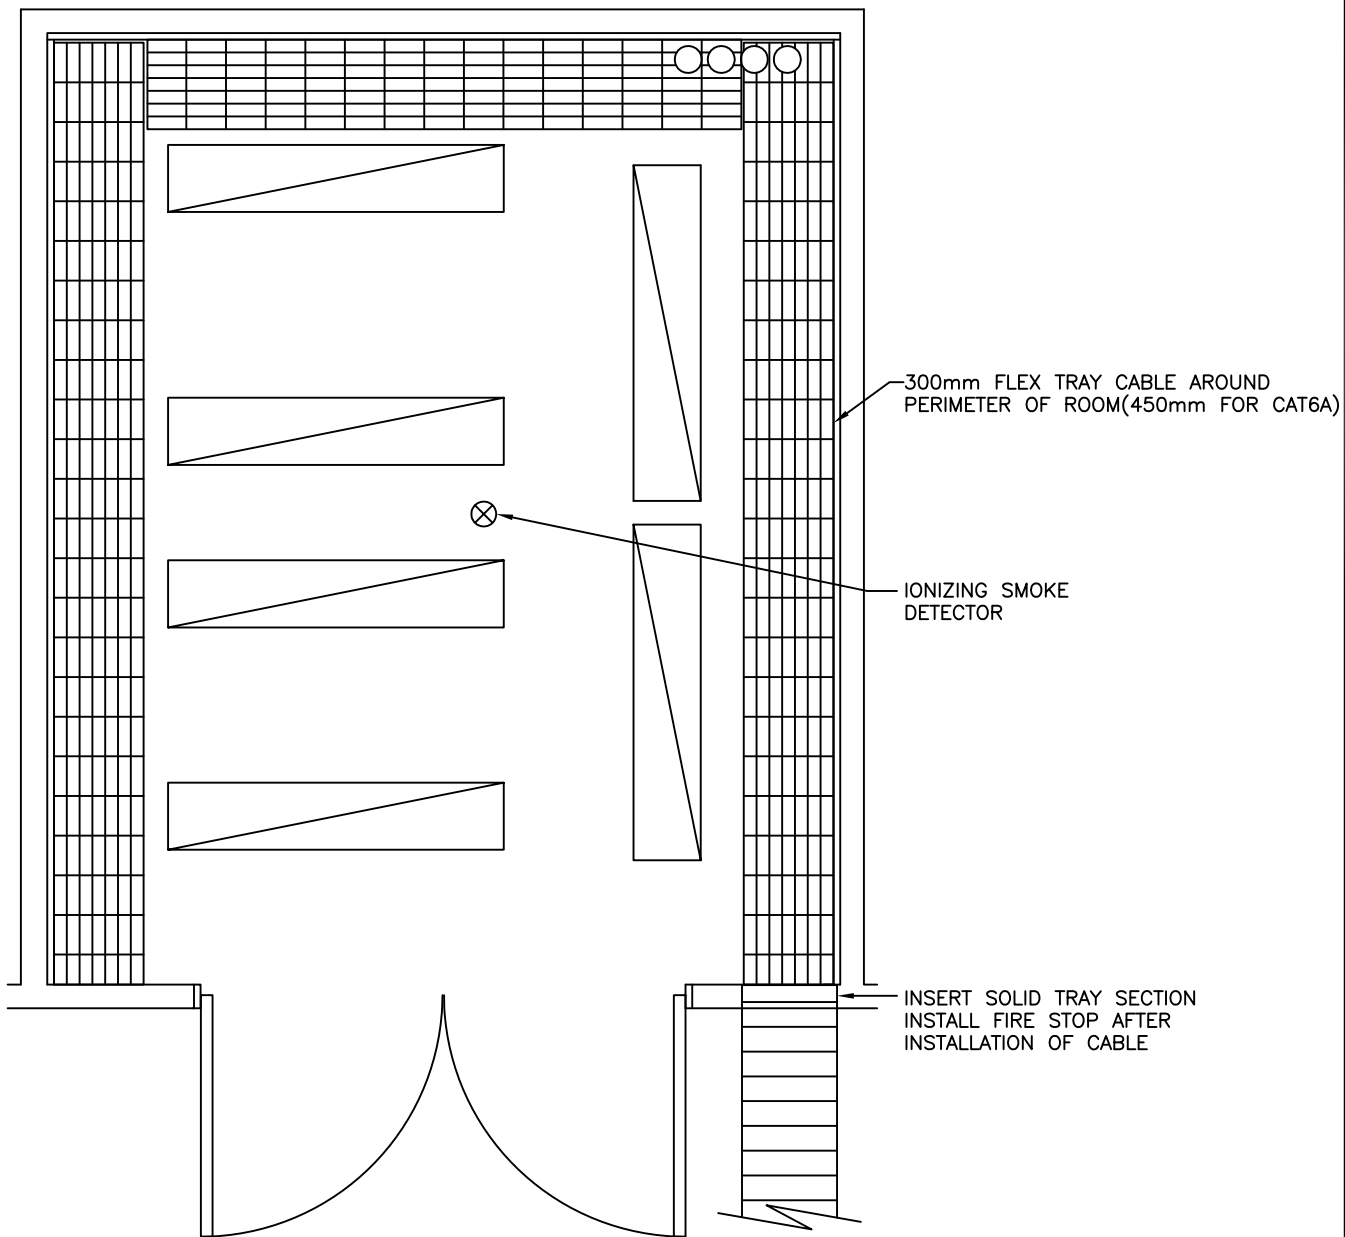 300mm FLEX TRAY CABLE AROUND
PERIMETER OF ROOM(450mm FOR CAT6A)
IONIZING SMOKE
DETECTOR
INSERT SOLID TRAY SECTION
INSTALL FIRE STOP AFTER
INSTALLATION OF CABLE